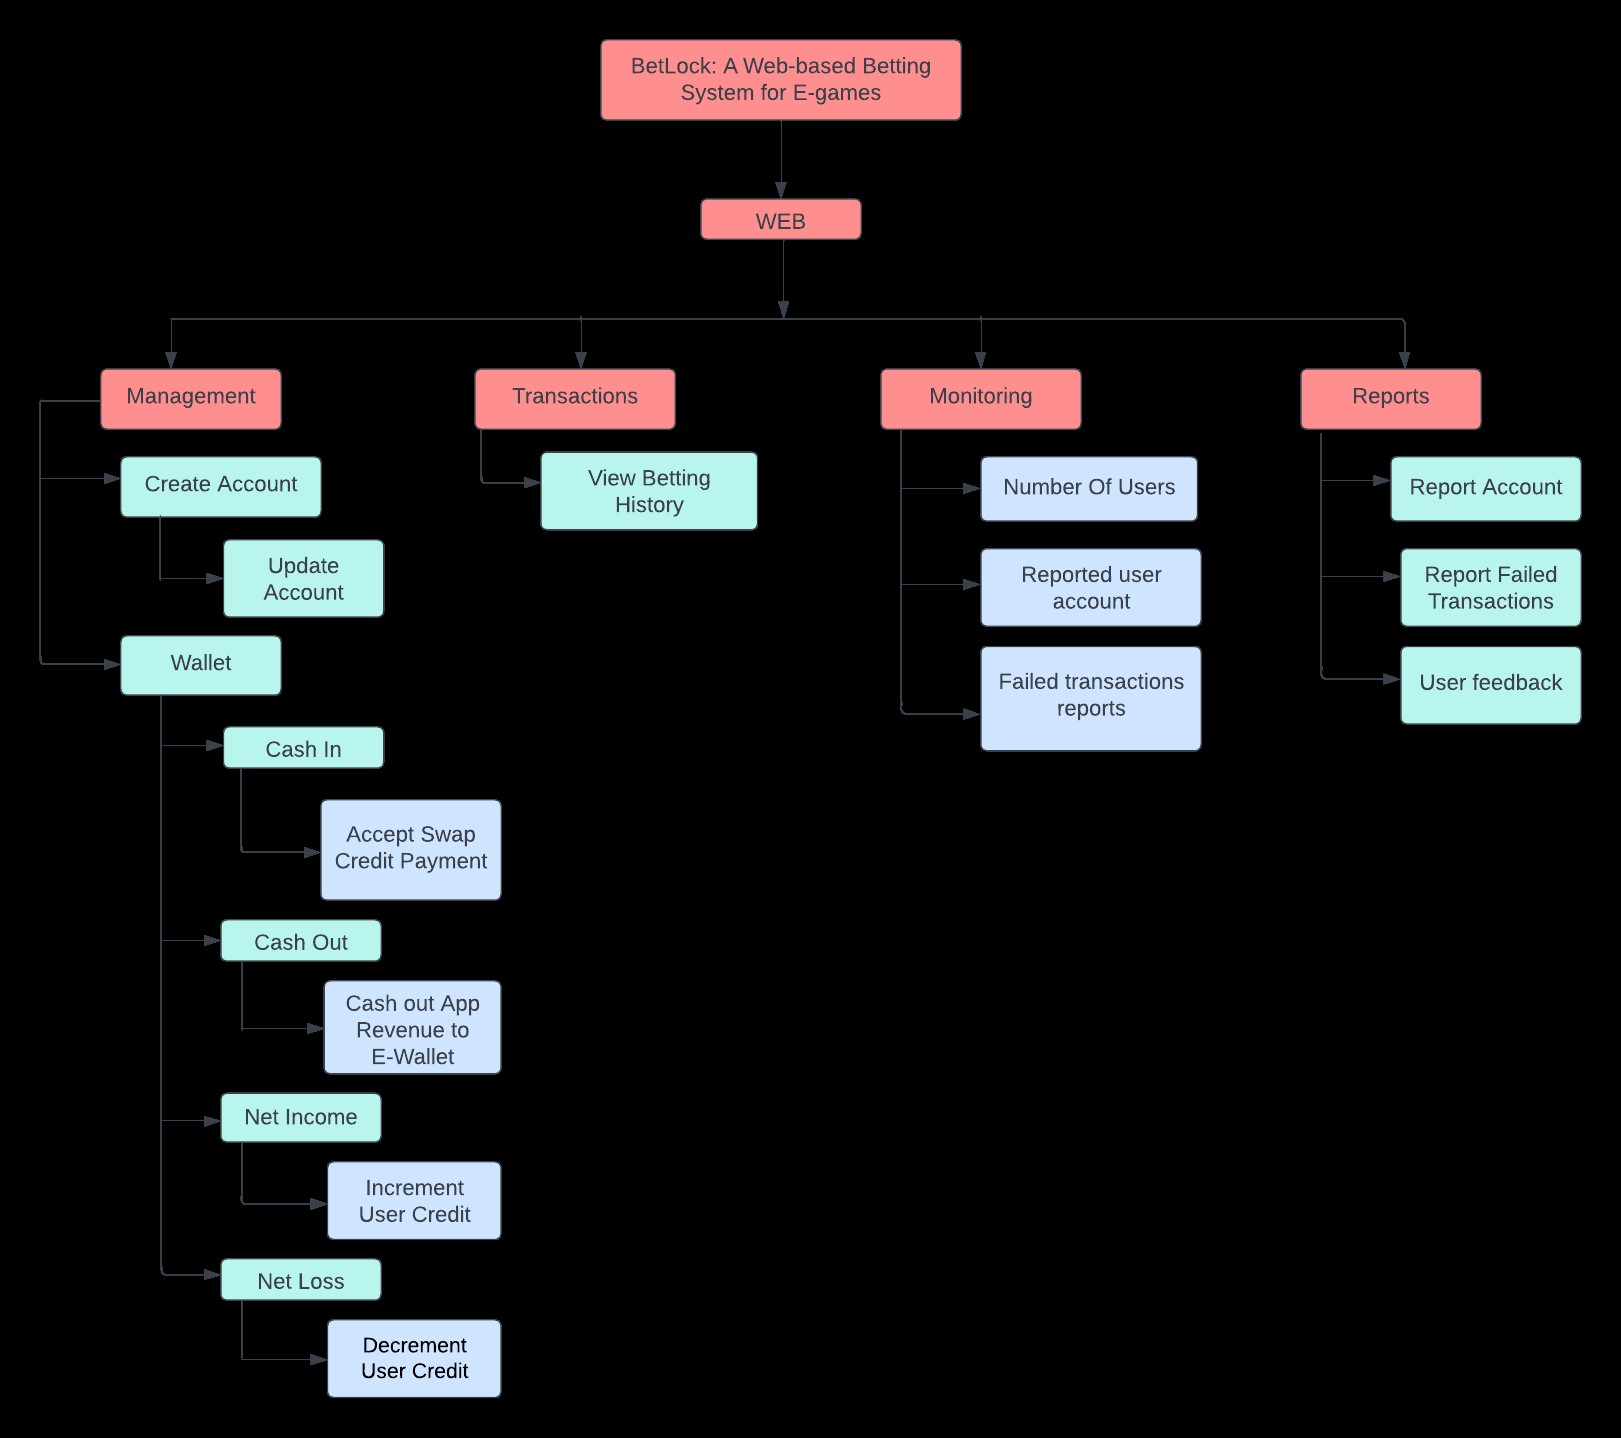 BetLock: A Web-based Betting
System for E-games
WEB
Management
Transactions
Monitoring
Reports
Create Account
Update
Account
Wallet
Cash In
Accept Swap
Credit Payment
Cash Out
Cash out App
Revenue to
E-Wallet
Net Income
Increment
User Credit
Net Loss
Decrement
User Credit
View Betting
History
Number Of Users
Reported user
account
Failed transactions
reports
Report Account
Report Failed
Transactions
User feedback